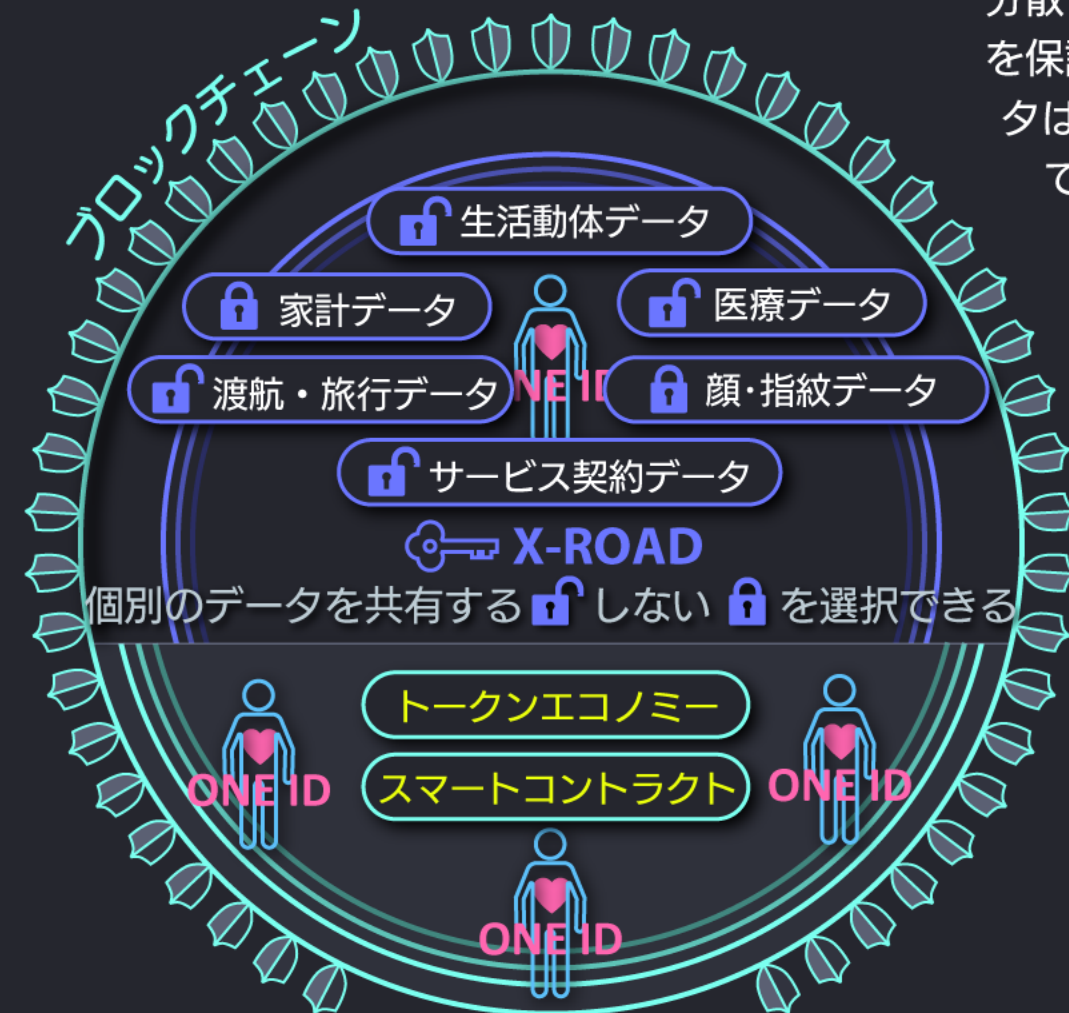 ブロックチェーン
を保
タは
生活動体データ
家計データ
医療データ
渡航・旅行データ
顔・指紋データ
サービス契約データ
X-ROAD
個別のデータを共有する しない を選択できる
トークンエコノミー
スマートコントラクト
ONE ID
ONE ID
ONE ID